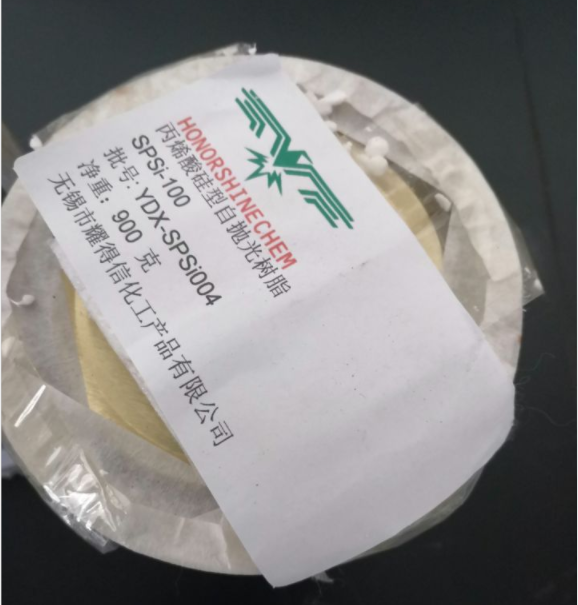 HONORSHINECHEM
丙烯酸硅型自抛光树脂
SPSi-100
批号: YDX-SPSi004
净重: 900 克
无锡市耀得信化工产品有限公司